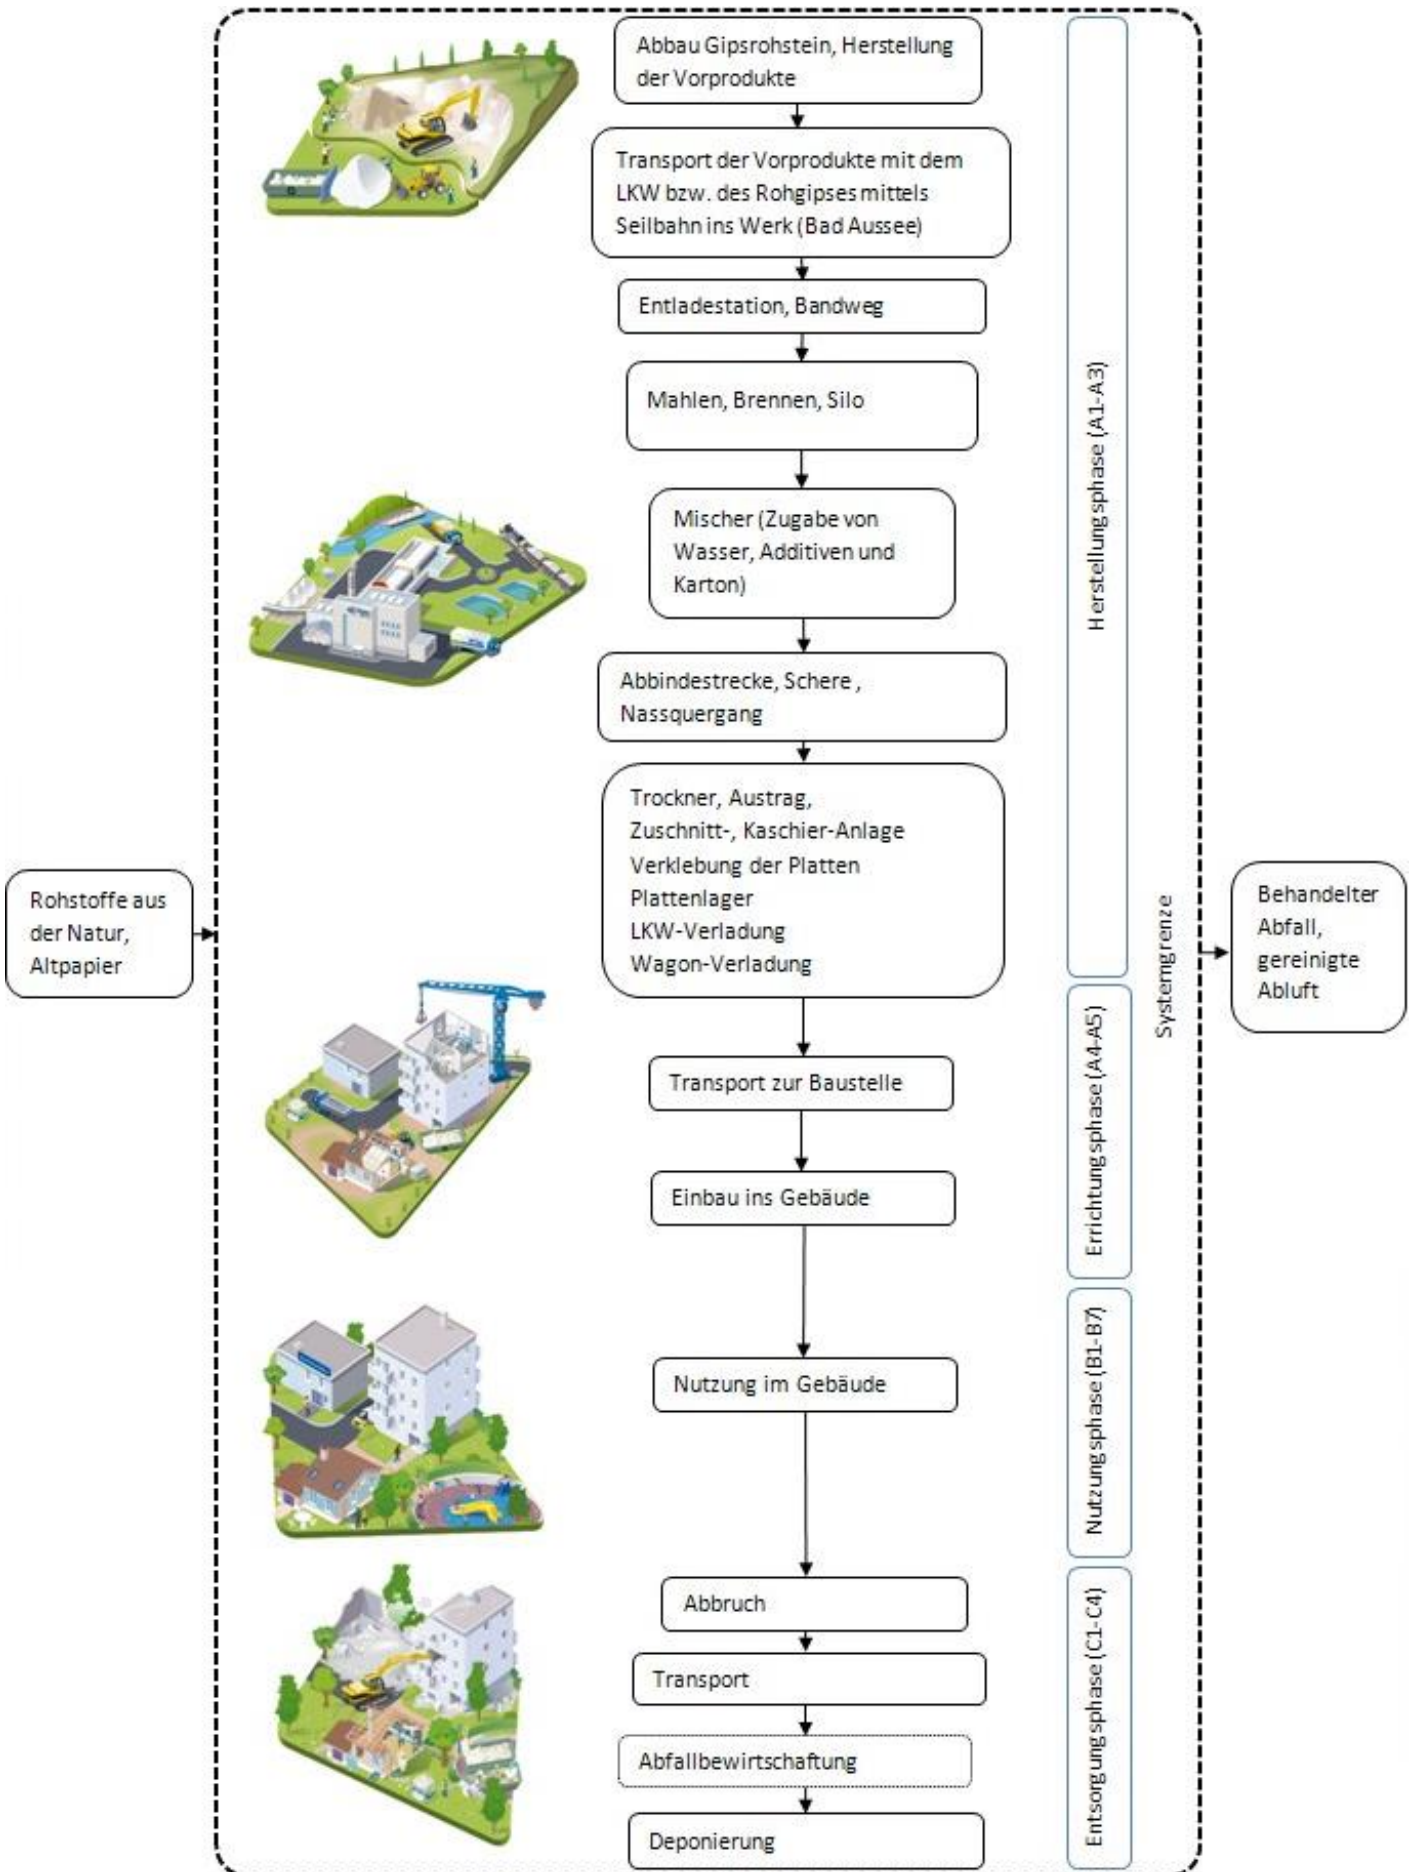 Abbau Gipsrohstein, Herstellung
der Vorprodukte
Transport der Vorprodukte mit dem
LKW bzw. des Rohgipses mittels
Seilbahn ins Werk (Bad Aussee)
Entladestation, Bandweg
Mahlen, Brennen, Silo
Mischer (Zugabe von
Wasser, Additiven und
Karton)
Abbindestrecke, Schere ,
Nassquergang
Trockner, Austrag,
Zuschnitt-, Kaschier-Anlage
Verklebung der Platten
Plattenlager
LKW-Verladung
Wagon-Verladung
Transport zur Baustelle
Einbau ins Gebäude
Nutzung im Gebäude
Abbruch
Transport
Abfallbewirtschaftung
Deponierung
Rohstoffe aus
der Natur,
Altpapier
Herstellungsphase (A1-A3)
Errichtungsphase (A4-A5)
Nutzungsphase (B1-B7)
Entsorgungsphase (C1-C4)
Systemgrenze
Behandelter
Abfall,
gereinigte
Abluft